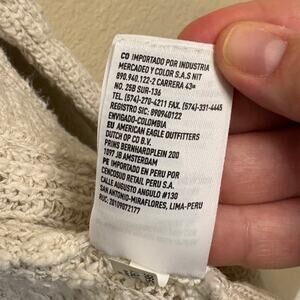 CO IMPORTADO POR INDUSTRIA
MERCADEO Y COLOR S.A.S NIT
890.940.122-2 CARRERA 43ª
NO. 25B SUR-136
TEL. (574)-270-4211 FAX. (574)-331-4445
REGISTRO SIC: 890940122
ENVIGADO-COLOMBIA
EU AMERICAN EAGLE OUTFITTERS
DUTCH OP CO B.V.
PRINS BERNHARDPLEIN 200
1097 JB AMSTERDAM
PE IMPORTADO EN PERU POR
CENCOSUD RETAIL PERU S.A.
CALLE AUGUSTO ANGULO #130
SAN ANTONIO-MIRAFLORES, LIMA-PERU
RUC: 20109072177